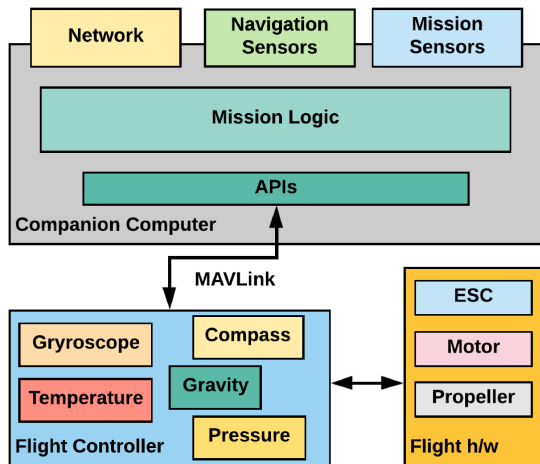 Network
Navigation
Sensors
Mission
Sensors
Mission Logic
APIs
Companion Computer
MAVLink
Gryroscope
Compass
Temperature
Gravity
Pressure
Flight Controller
ESC
Motor
Propeller
Flight h/w